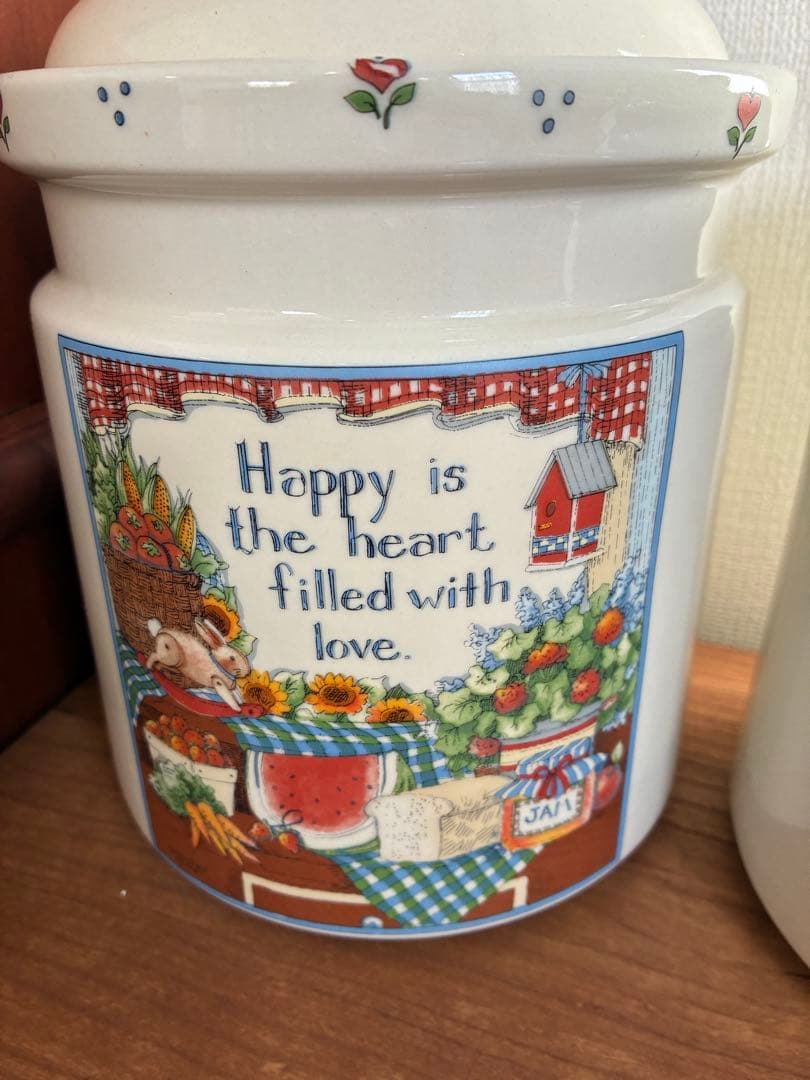 Happy is
the heart
filled with
love.
JAM